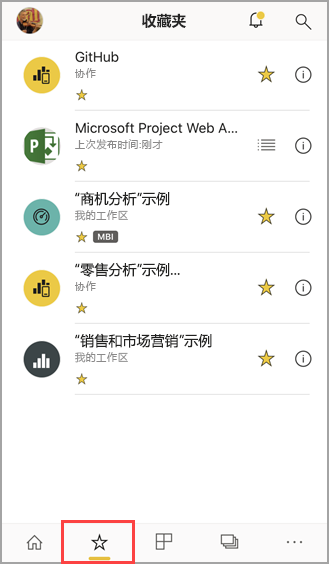 收藏夹
GitHub
协作
Microsoft Project Web A...
上次发布时间:刚才
“商机分析”示例
我的工作区
MBI
“零售分析”示例...
协作
“销售和市场营销”示例
我的工作区